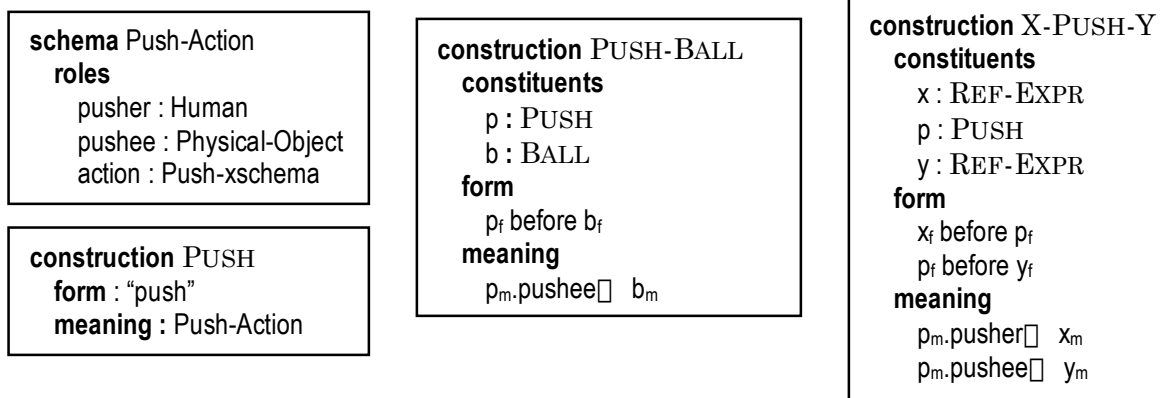 schema Push-Action
roles
pusher : Human
pushee : Physical-Object
action : Push-xschema
construction PUSH
form : “push”
meaning : Push-Action
construction PUSH-BALL
constituents
p : PUSH
b : BALL
form
pf before bf
meaning
pm.pushee□ bm
construction X-PUSH-Y
constituents
x : REF-EXPR
p : PUSH
y : REF-EXPR
form
xf before pf
pf before yf
meaning
pm.pusher□ xm
pm.pushee□ ym